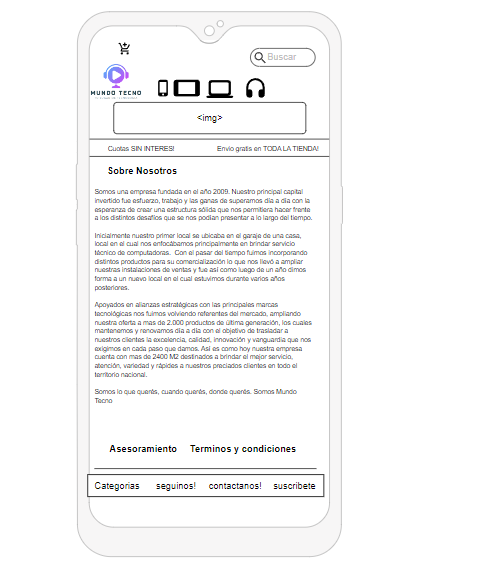 Buscar
MUNDO TECNO
<img>
Cuotas SIN INTERES!
Envio gratis en TODA LA TIENDA!
Sobre Nosotros
Somos una empresa fundada en el año 2009. Nuestro principal capital
invertido fue esfuerzo, trabajo y las ganas de superarnos día a día con la
esperanza de crear una estructura sólida que nos permitiera hacer frente
a los distintos desafíos que se nos podían presentar a lo largo del tiempo.
Inicialmente nuestro primer local se ubicaba en el garaje de una casa,
local en el cual nos enfocábamos principalmente en brindar servicio
técnico de computadoras. Con el pasar del tiempo fuimos incorporando
distintos productos para su comercialización lo que nos llevó a ampliar
nuestras instalaciones de ventas y fue así como luego de un año dimos
forma a un nuevo local en el cual estuvimos durante varios años
posteriores.
Apoyados en alianzas estratégicas con las principales marcas
tecnológicas nos fuimos volviendo referentes del mercado, ampliando
nuestra oferta a mas de 2.000 productos de última generación, los cuales
mantenemos y renovamos día a día con el objetivo de trasladar a
nuestros clientes la excelencia, calidad, innovación y vanguardia que nos
exigimos en cada paso que damos. Así es como hoy nuestra empresa
cuenta con mas de 2400 M2 destinados a brindar el mejor servicio,
atención, variedad y rápides a nuestros preciados clientes en todo el
territorio nacional.
Somos lo que querés, cuando querés, donde querés. Somos Mundo
Tecno
Asesoramiento
Terminos y condiciones
Categorias seguinos! contactanos! suscribete